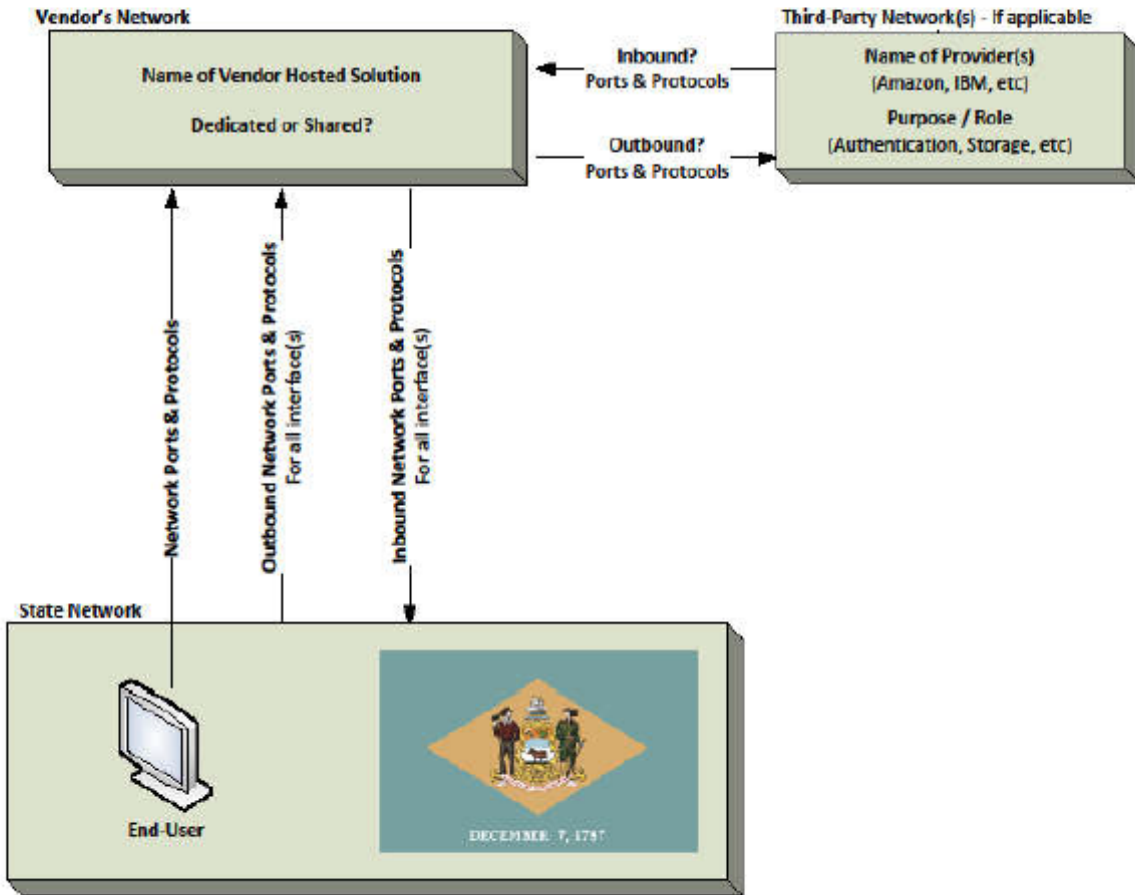 Vendor's Network
Third-Party Network(s) - If applicable
Name of Vendor Hosted Solution
Dedicated or Shared?
Inbound?
Ports & Protocols
Outbound?
Ports & Protocols
Name of Provider(s)
(Amazon, IBM, etc)
Purpose / Role
(Authentication, Storage, etc)
Network Ports & Protocols
Outbound Network Ports & Protocols
For all interface(s)
Inbound Network Ports & Protocols
For all interface(s)
State Network
End-User
DECEMBER 7, 1787